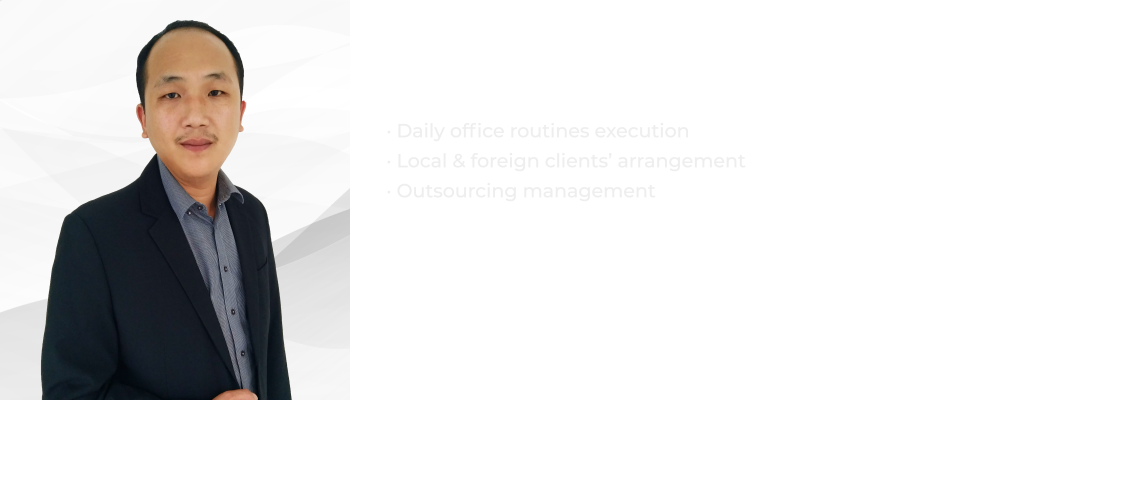 · Daily office routines execution
· Local & foreign clients’ arrangement
· Outsourcing management